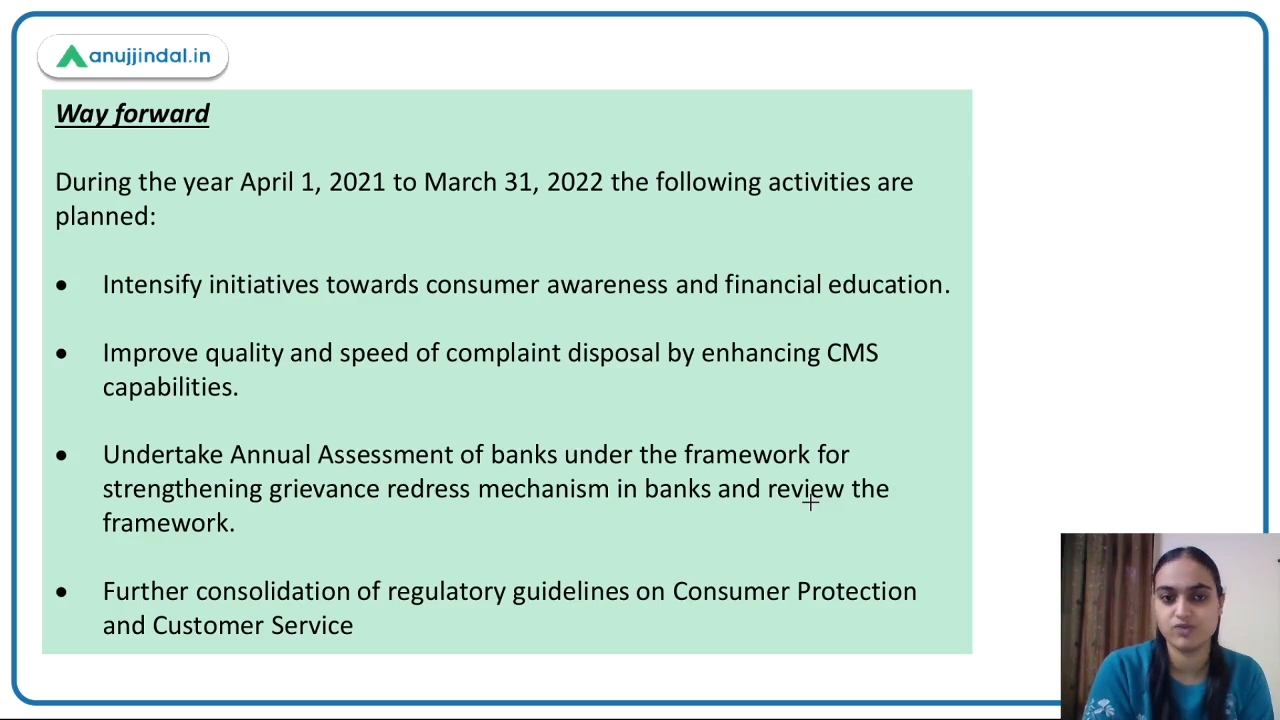 anujjindal.in
Way forward
During the year April 1, 2021 to March 31, 2022 the following activities are
planned:
• Intensify initiatives towards consumer awareness and financial education.
• Improve quality and speed of complaint disposal by enhancing CMS
capabilities.
• Undertake Annual Assessment of banks under the framework for
strengthening grievance redress mechanism in banks and review the
framework.
• Further consolidation of regulatory guidelines on Consumer Protection
and Customer Service